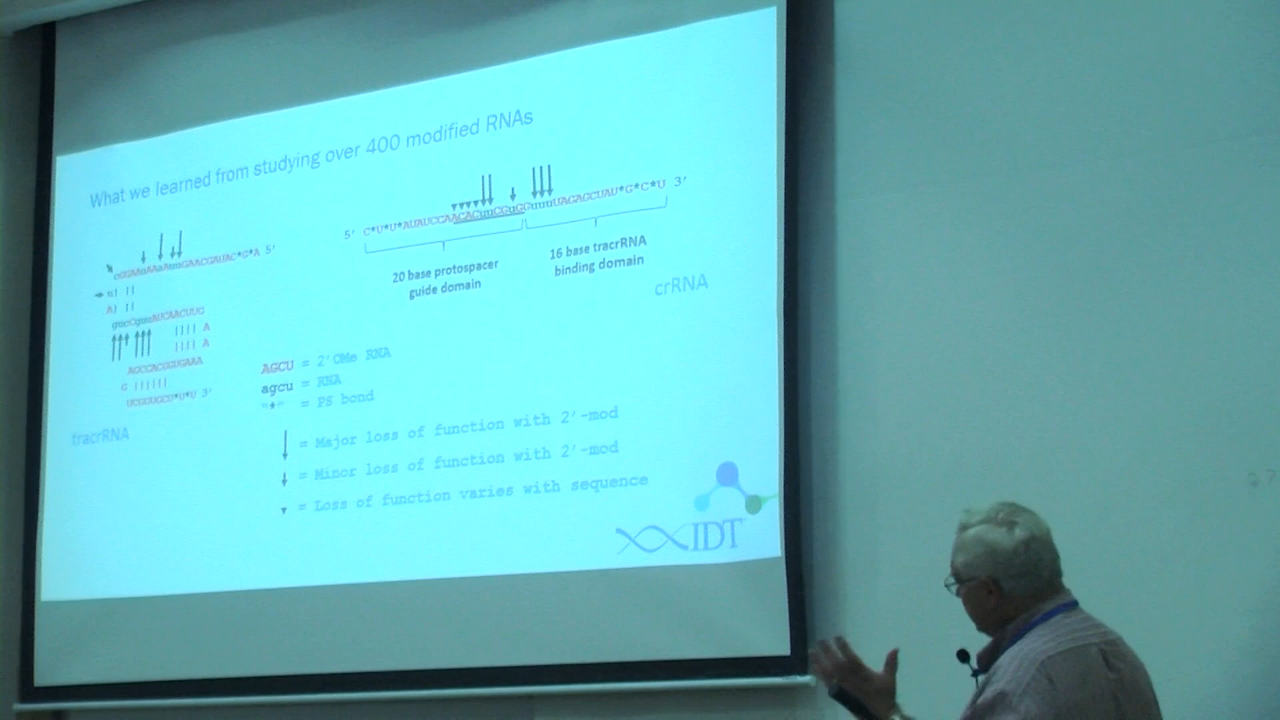 What we learned from studying over 400 modified RNAs
5'
3'
20 base protospacer
guide domain
16 base tracrRNA
binding domain
crRNA
5'
A
A
G
3'
tracrRNA
AGCU = 2'OMe RNA
agcu = RNA
"*" = PS bond
= Major loss of function with 2'-mod
= Minor loss of function with 2'-mod
= Loss of function varies with sequence
IDT